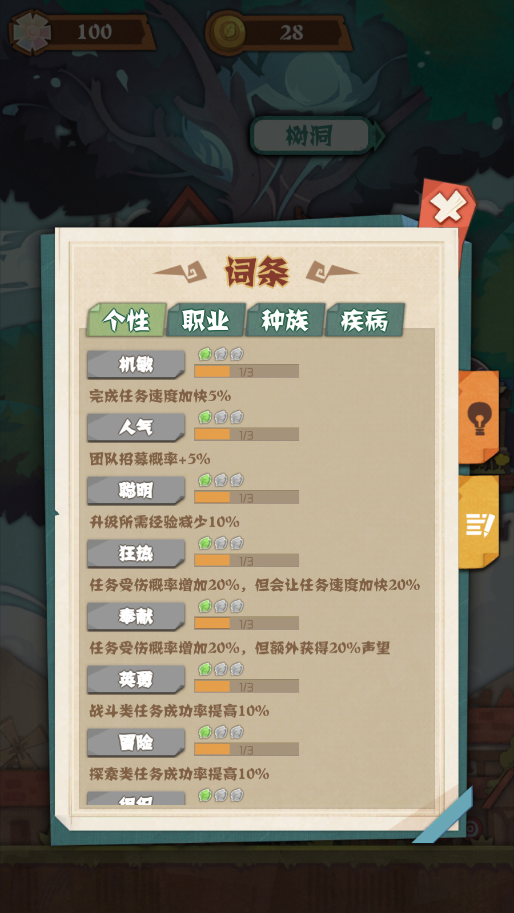 100
28
树洞
词条
个性 职业 种族 疾病
机敏
1/3
完成任务速度加快5%
人气
1/3
团队招募概率+5%
聪明
1/3
升级所需经验减少10%
狂热
1/3
任务受伤概率增加20%，但会让任务速度加快20%
奉献
1/3
任务受伤概率增加20%，但额外获得20%声望
英勇
1/3
战斗类任务成功率提高10%
冒险
1/3
探索类任务成功率提高10%